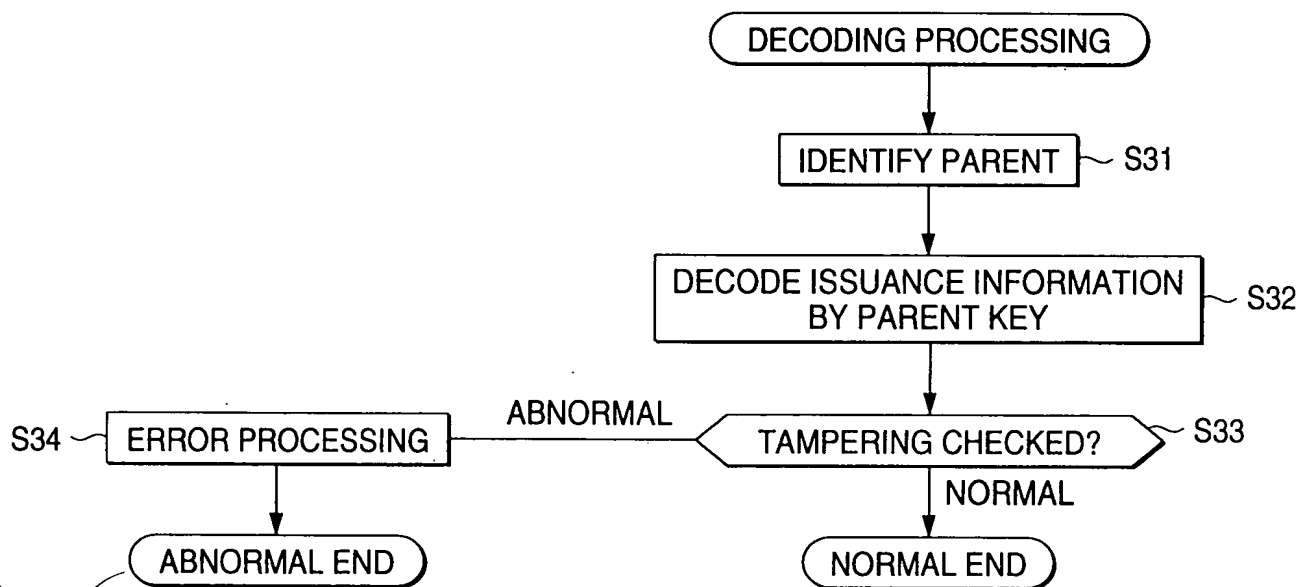 DECODING PROCESSING
IDENTIFY PARENT
S31
DECODE ISSUANCE INFORMATION
BY PARENT KEY
S32
ABNORMAL
S34
ERROR PROCESSING
TAMPERING CHECKED?
S33
NORMAL
ABNORMAL END
NORMAL END